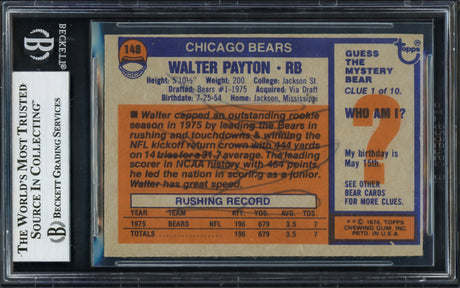 BECKETT
THE WORLD'S MOST TRUSTED
SOURCE IN COLLECTING™
BECKETT GRADING SERVICES
148
CHICAGO BEARS
WALTER PAYTON • RB
Height: 5'10½" Weight: 200 College: Jackson St.
Drafted: Bears #1-1975 Acquired: Via Draft
Birthdate: 7-25-54 Home: Jackson, Mississippi
Walter capped an outstanding rookie
season in 1975 by leading the Bears in
rushing and touchdowns & winning the
NFL kickoff return crown with 444 yards
on 14 tries for a 31.7 average. The leading
scorer in NCAA history with 464 points,
he led the nation in scoring as a junior.
Walter has great speed.
RUSHING RECORD
YEAR TEAM ATT. YDS. AVG. TDS.
1975 BEARS NFL 196 679 3.5 7
TOTALS 196 679 3.5 7
topps
GUESS
THE
MYSTERY
BEAR
CLUE 1 of 10.
WHO AM I?
?
My birthday is
May 15th.
SEE OTHER
BEAR CARDS
FOR MORE CLUES.
** © 1976, TOPPS
CHEWING GUM, INC
PRTD. IN U.S.A.